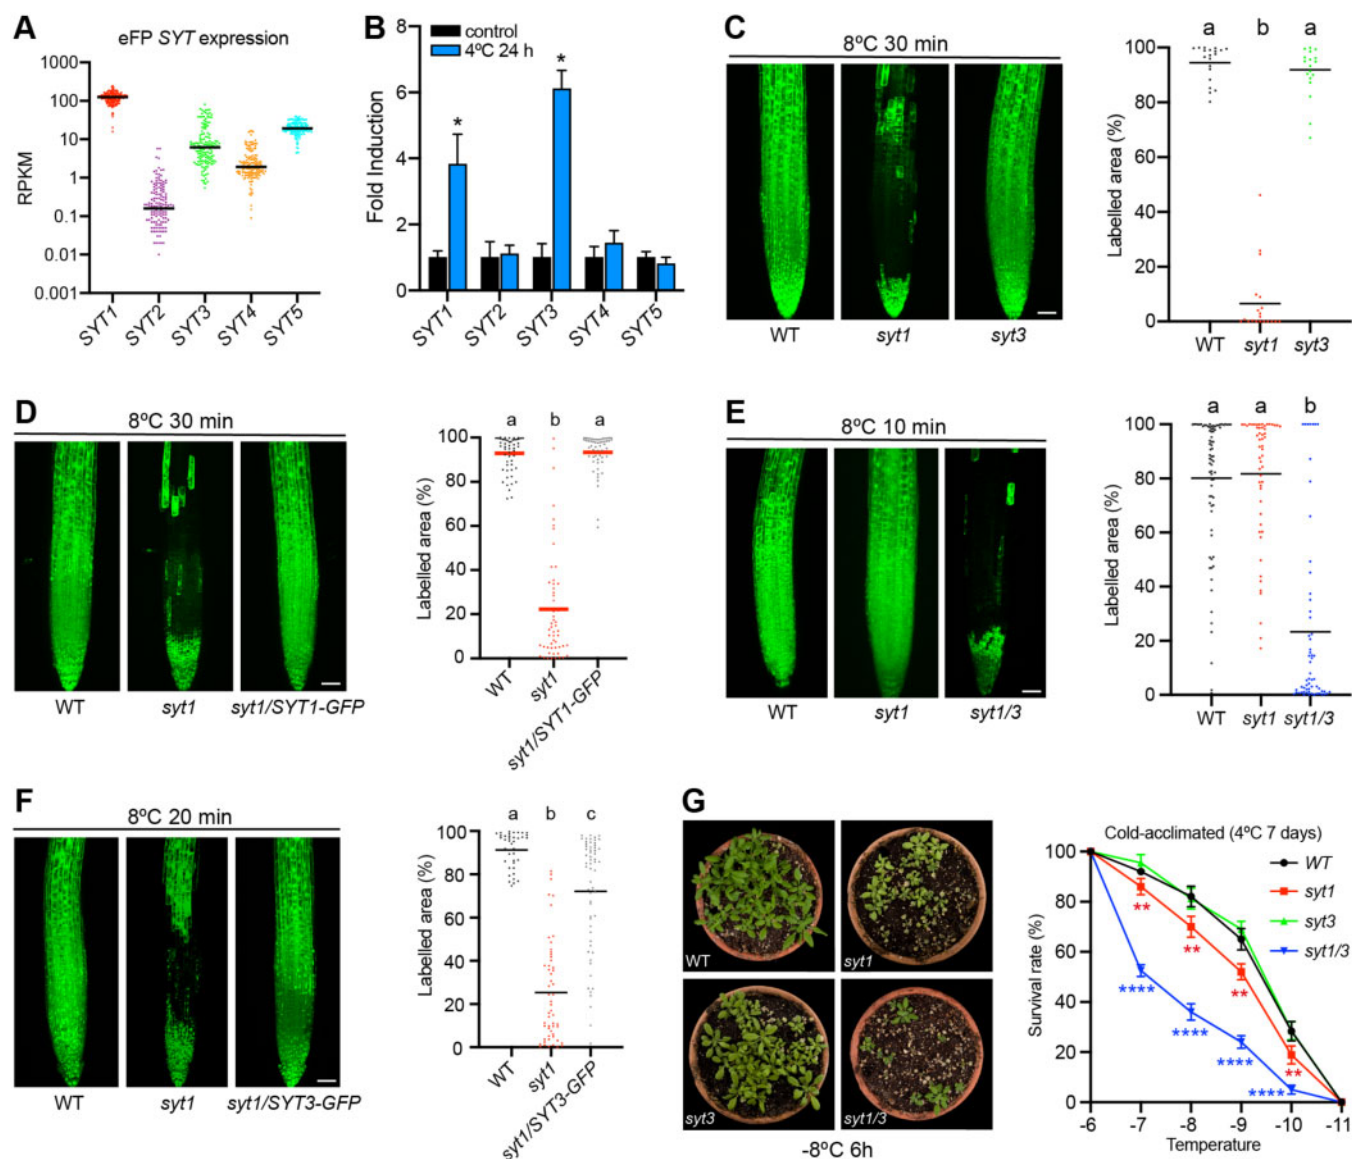 A
eFP SYT expression
1000
100
10
1
0.1
0.01
0.001
RPKM
SYT1
SYT2
SYT3
SYT4
SYT5
B
control
4ºC 24 h
8
6
4
2
0
Fold Induction
*
*
SYT1
SYT2
SYT3
SYT4
SYT5
C
8ºC 30 min
WT
syt1
syt3
a
b
a
100
80
60
40
20
0
Labelled area (%)
WT
syt1
syt3
D
8ºC 30 min
WT
syt1
syt1/SYT1-GFP
a
b
a
100
80
60
40
20
0
Labelled area (%)
WT
syt1
syt1/SYT1-GFP
E
8ºC 10 min
WT
syt1
syt1/3
a
a
b
100
80
60
40
20
0
Labelled area (%)
WT
syt1
syt1/3
F
8ºC 20 min
WT
syt1
syt1/SYT3-GFP
a
b
c
100
80
60
40
20
0
Labelled area (%)
WT
syt1
syt1/SYT3-GFP
G
WT
syt1
syt3
syt1/3
-8ºC 6h
Cold-acclimated (4ºC 7 days)
WT
syt1
syt3
syt1/3
100
80
60
40
20
0
Survival rate (%)
**
**
**
**
****
****
****
****
-6
-7
-8
-9
-10
-11
Temperature